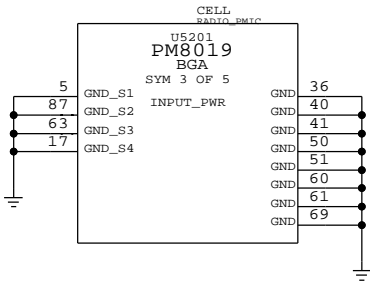 CELL
RADIO_PMIC
U5201
PM8019
BGA
SYM 3 OF 5
INPUT_PWR
5 GND_S1
87 GND_S2
63 GND_S3
17 GND_S4
GND 36
GND 40
GND 41
GND 50
GND 51
GND 60
GND 61
GND 69